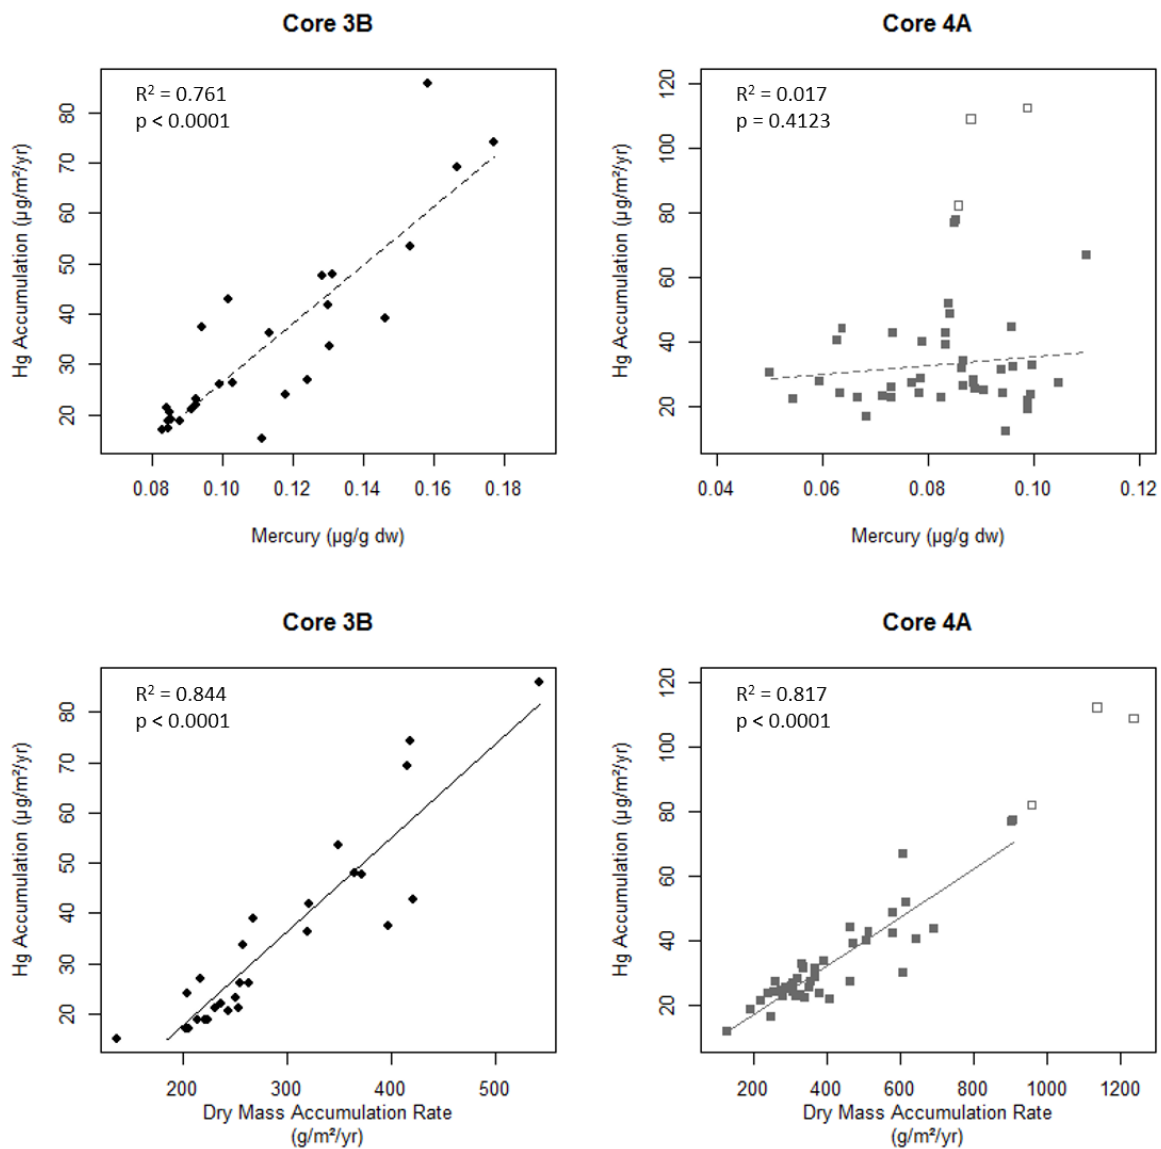 Core 3B
R² = 0.761
p < 0.0001
Hg Accumulation (µg/m²/yr)
80
70
60
50
40
30
20
0.08 0.10 0.12 0.14 0.16 0.18
Mercury (µg/g dw)
Core 4A
R² = 0.017
p = 0.4123
Hg Accumulation (µg/m²/yr)
120
100
80
60
40
20
0.04 0.06 0.08 0.10 0.12
Mercury (µg/g dw)
Core 3B
R² = 0.844
p < 0.0001
Hg Accumulation (µg/m²/yr)
80
70
60
50
40
30
20
200 300 400 500
Dry Mass Accumulation Rate
(g/m²/yr)
Core 4A
R² = 0.817
p < 0.0001
Hg Accumulation (µg/m²/yr)
120
100
80
60
40
20
200 400 600 800 1000 1200
Dry Mass Accumulation Rate
(g/m²/yr)